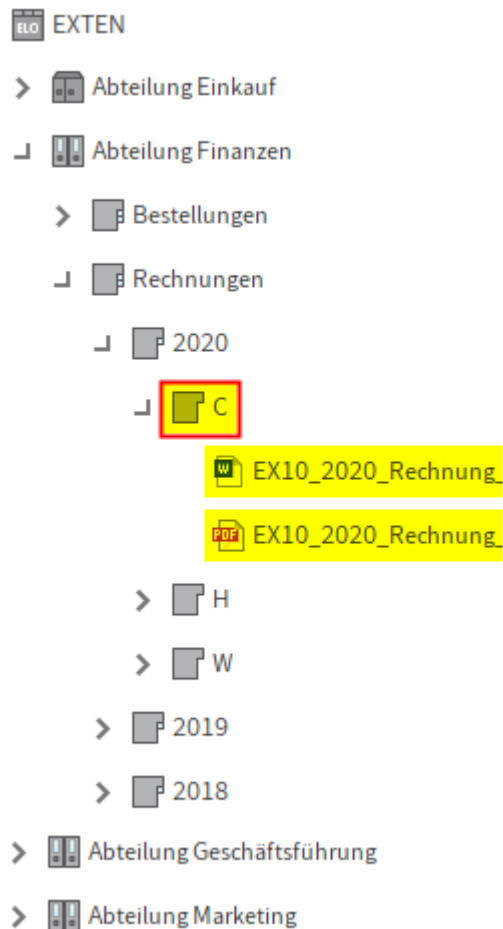 ELO EXTEN
Abteilung Einkauf
Abteilung Finanzen
Bestellungen
Rechnungen
2020
C
W EX10_2020_Rechnung_
PDF EX10_2020_Rechnung_
H
W
2019
2018
Abteilung Geschäftsführung
Abteilung Marketing